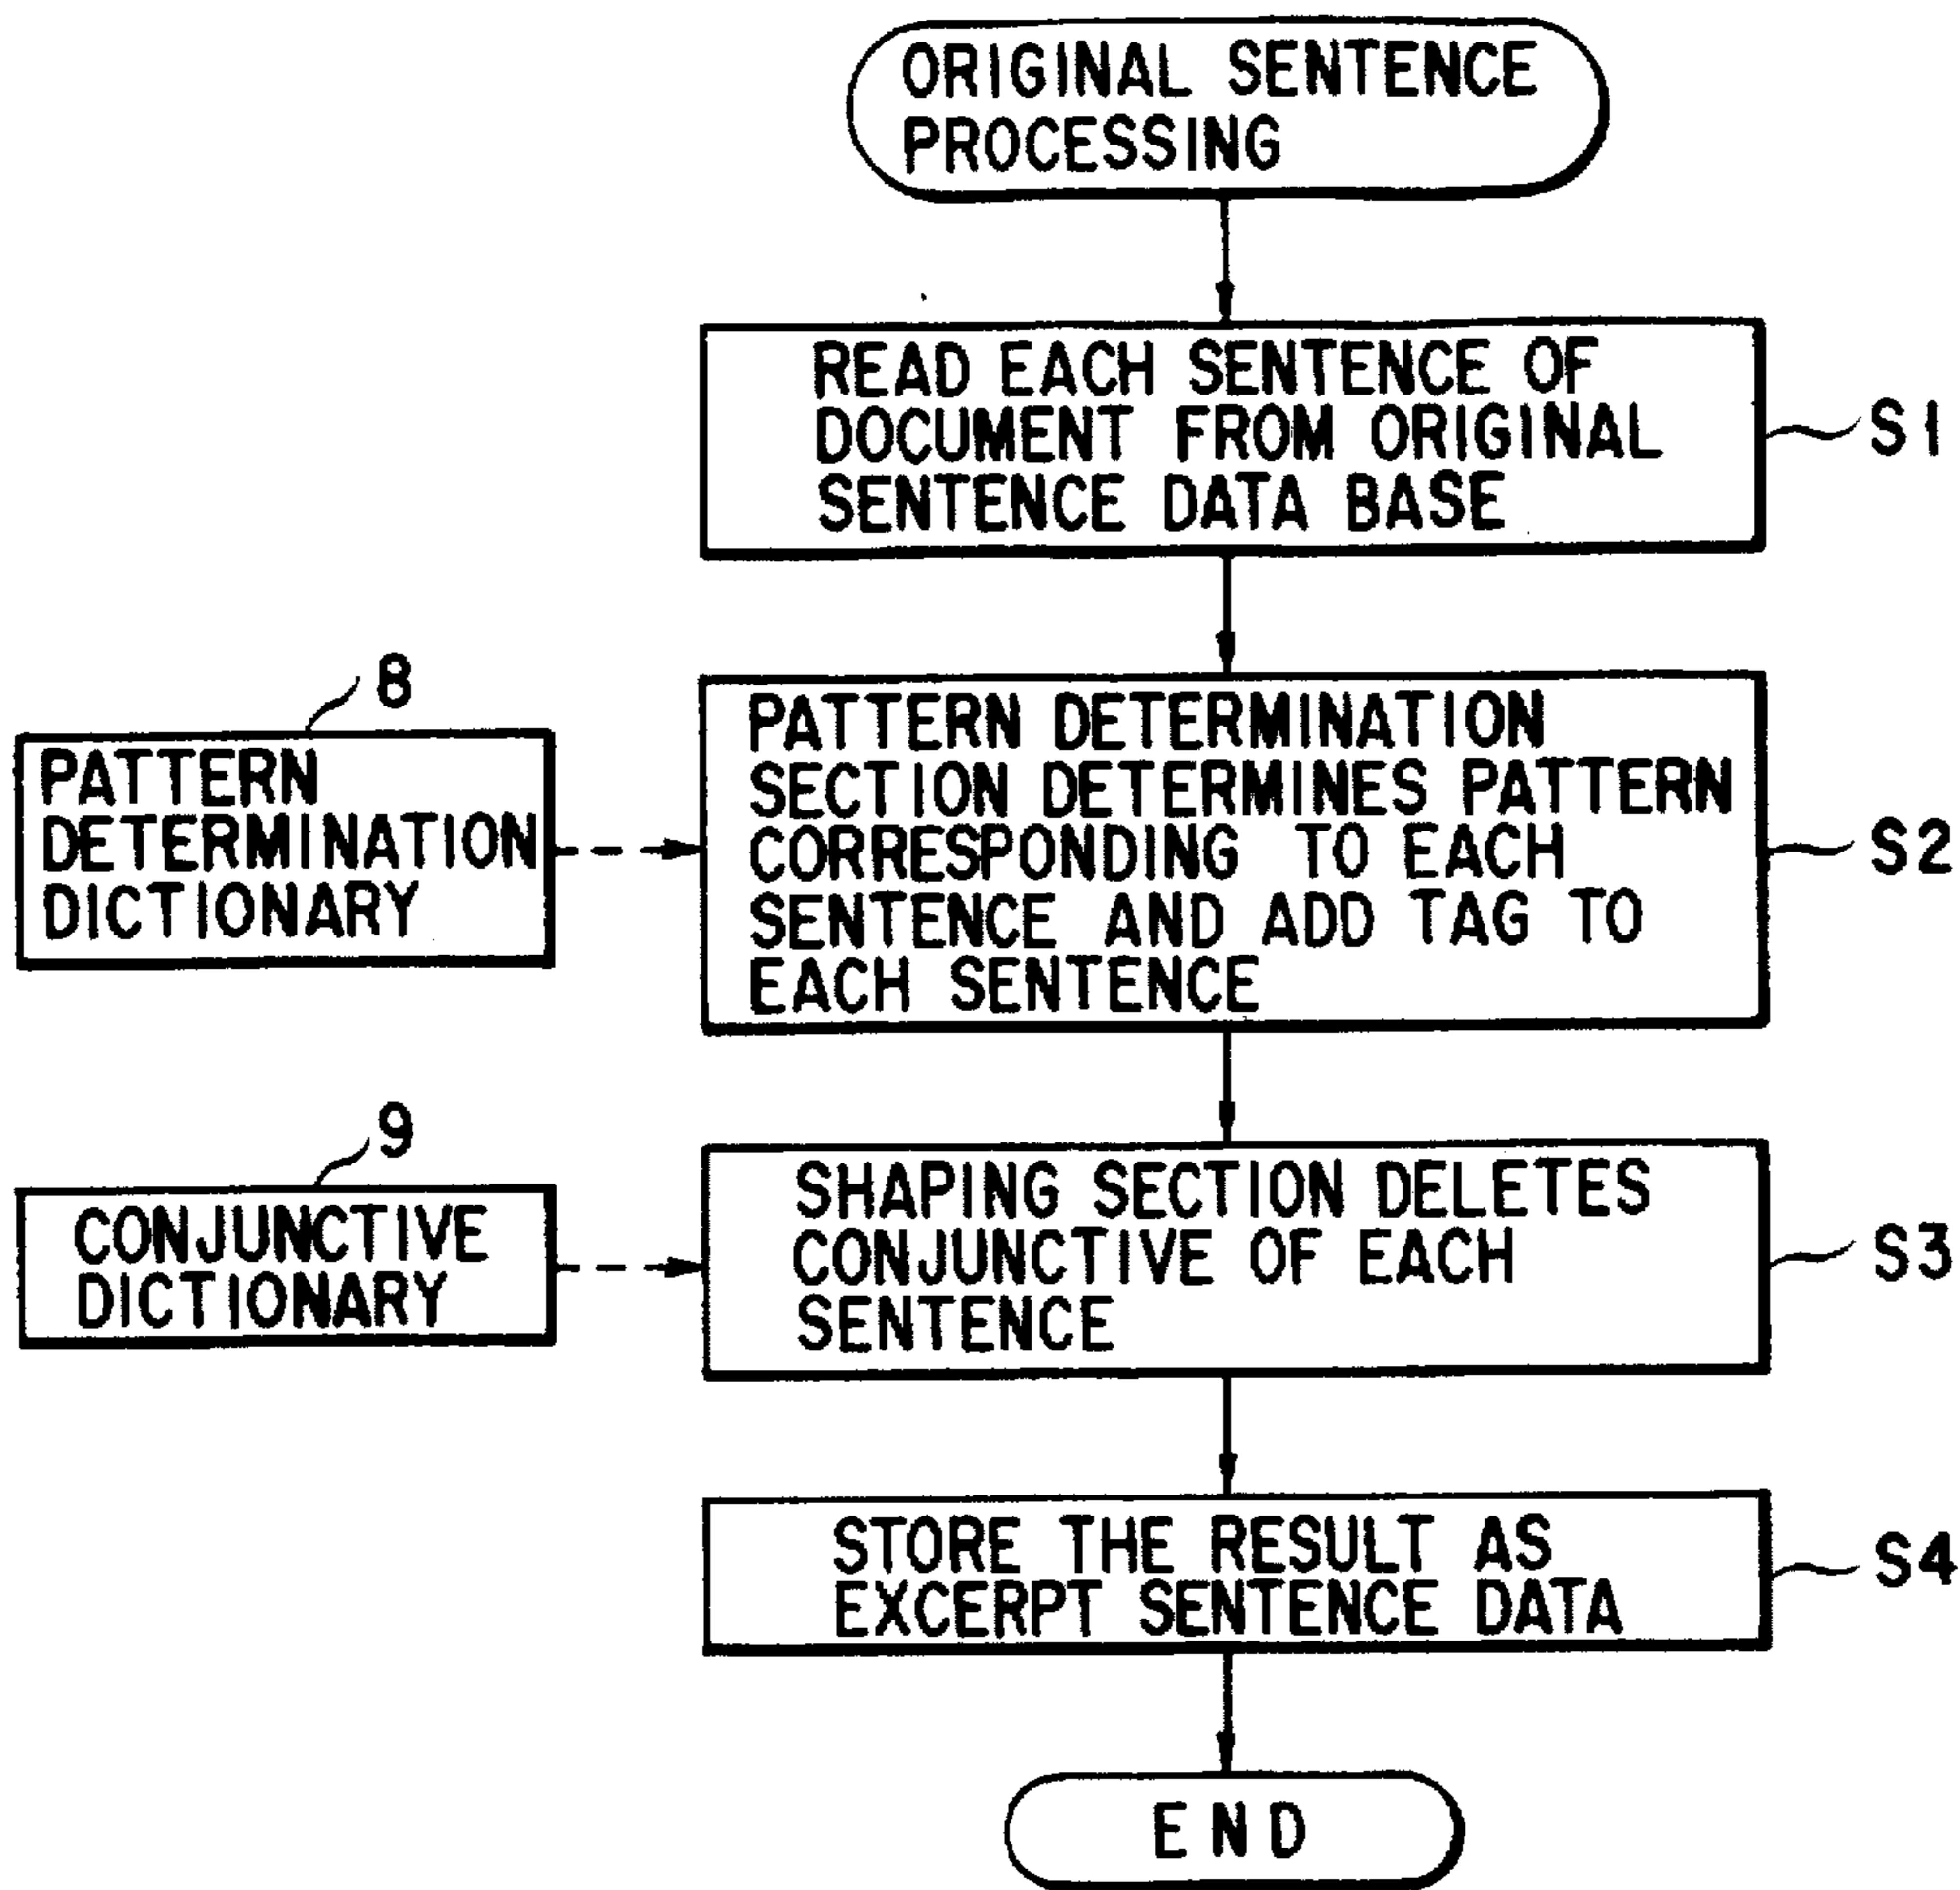 ORIGINAL SENTENCE
PROCESSING
READ EACH SENTENCE OF
DOCUMENT FROM ORIGINAL
SENTENCE DATA BASE
S1
8
PATTERN
DETERMINATION
DICTIONARY
PATTERN DETERMINATION
SECTION DETERMINES PATTERN
CORRESPONDING TO EACH
SENTENCE AND ADD TAG TO
EACH SENTENCE
S2
9
CONJUNCTIVE
DICTIONARY
SHAPING SECTION DELETES
CONJUNCTIVE OF EACH
SENTENCE
S3
STORE THE RESULT AS
EXCERPT SENTENCE DATA
S4
END